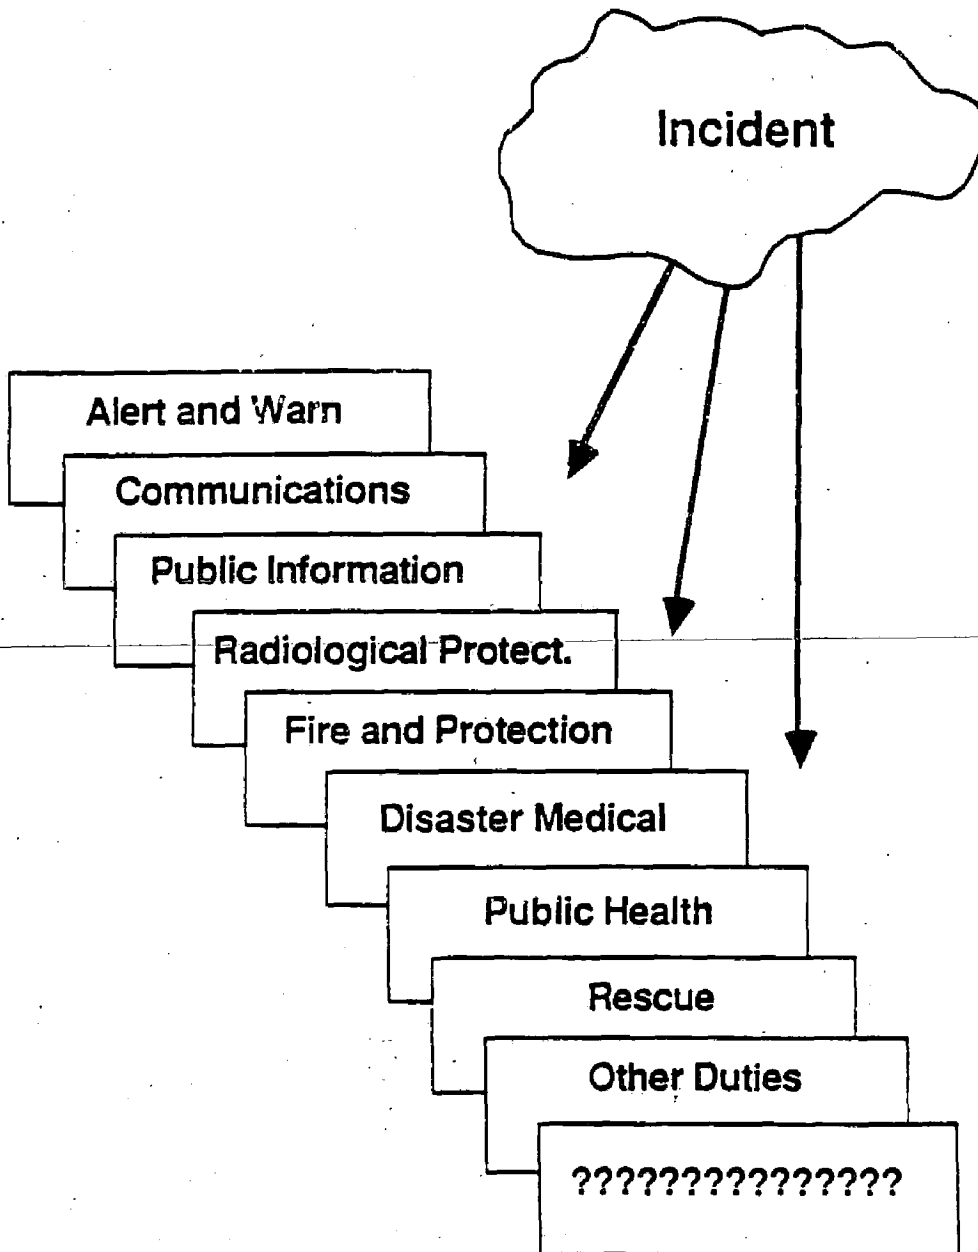 Incident
Alert and Warn
Communications
Public Information
Radiological Protect.
Fire and Protection
Disaster Medical
Public Health
Rescue
Other Duties
???????????????